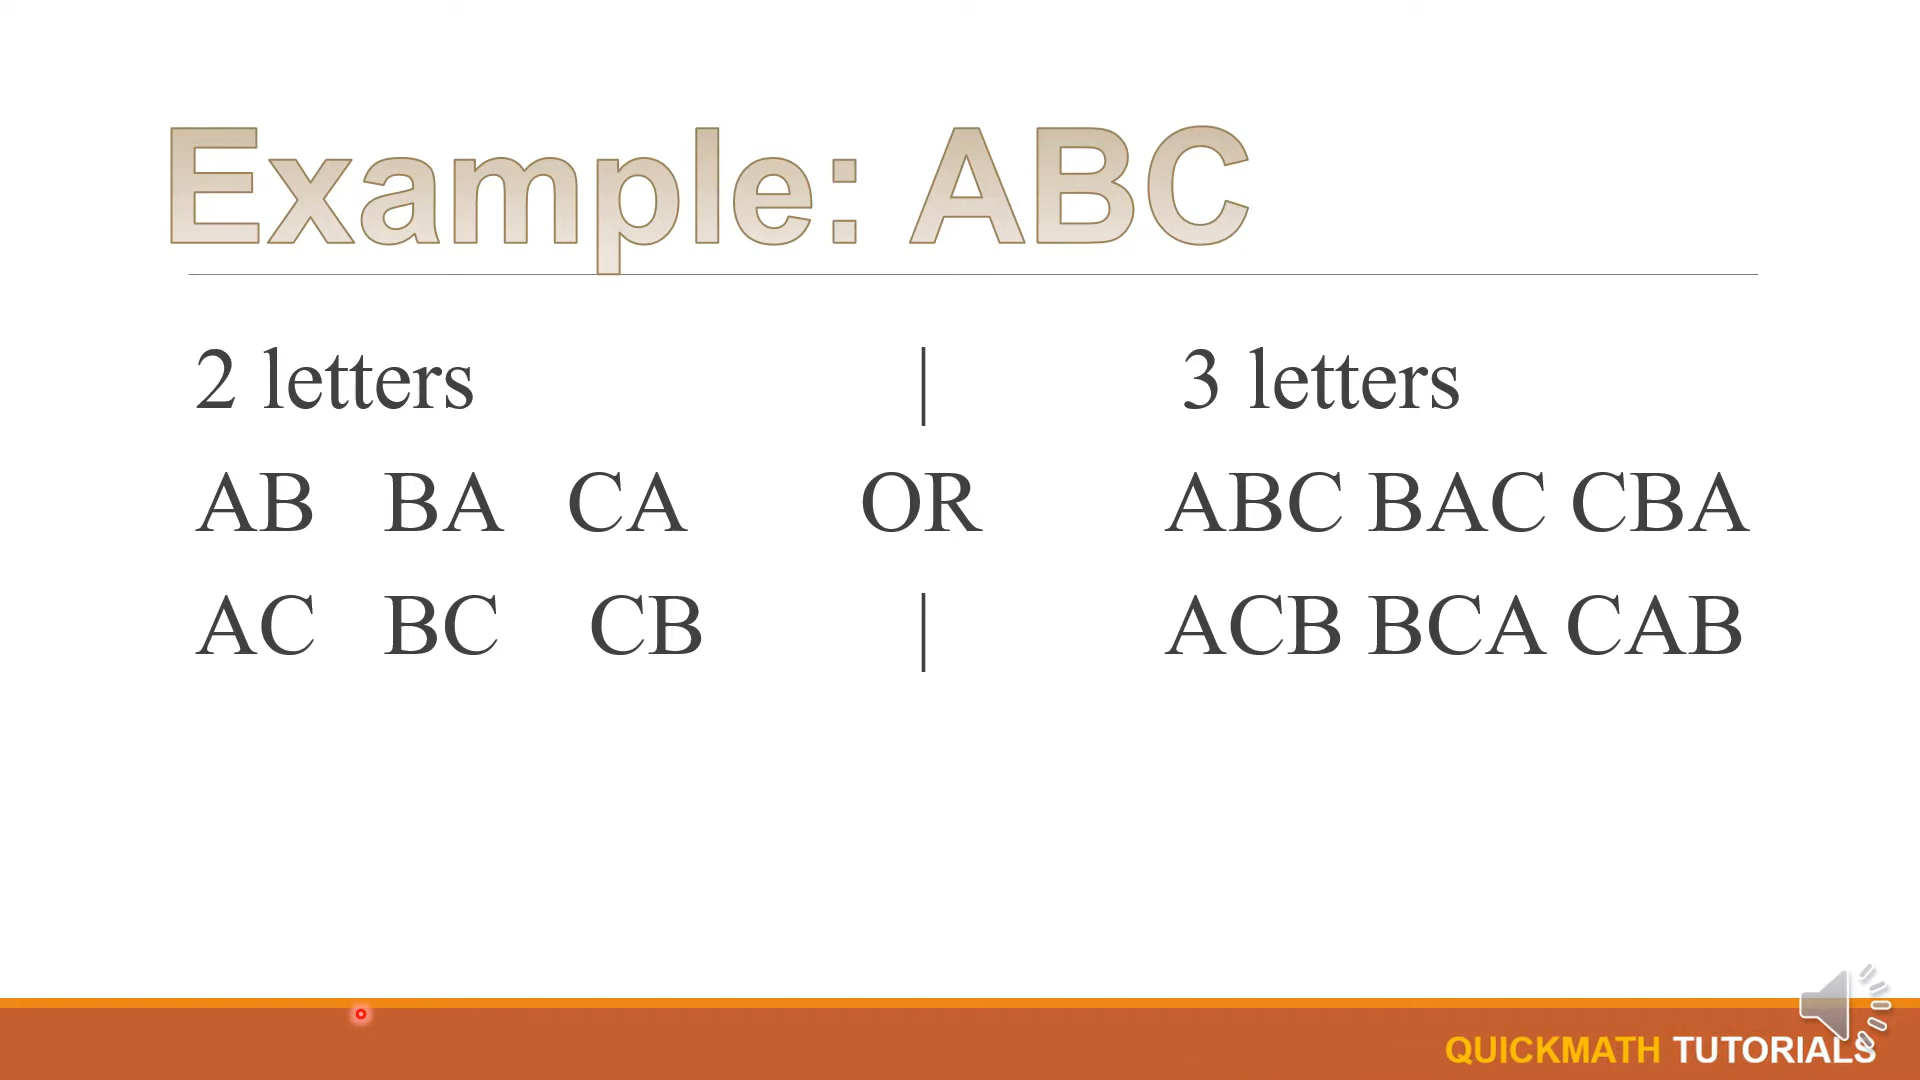 Example: ABC
2 letters | 3 letters
AB BA CA OR ABC BAC CBA
AC BC CB | ACB BCA CAB
QUICKMATH TUTORIALS